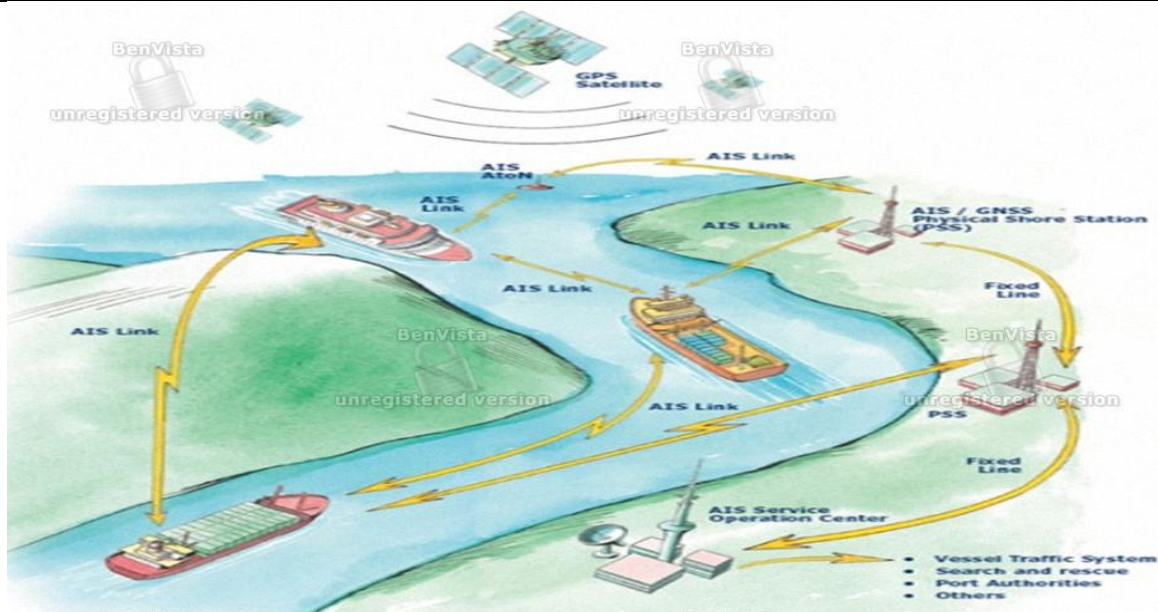 BenVista
unregistered version
GPS
Satellite
BenVista
unregistered version
AIS
AtoN
AIS Link
AIS
Link
AIS Link
AIS / GNSS
Physical Shore Station
(PSS)
AIS Link
Fixed
Line
AIS Link
BenVista
unregistered version
BenVista
unregistered version
AIS Link
PSS
Fixed
Line
AIS Service
Operation Center
• Vessel Traffic System
• Search and rescue
• Port Authorities
• Others